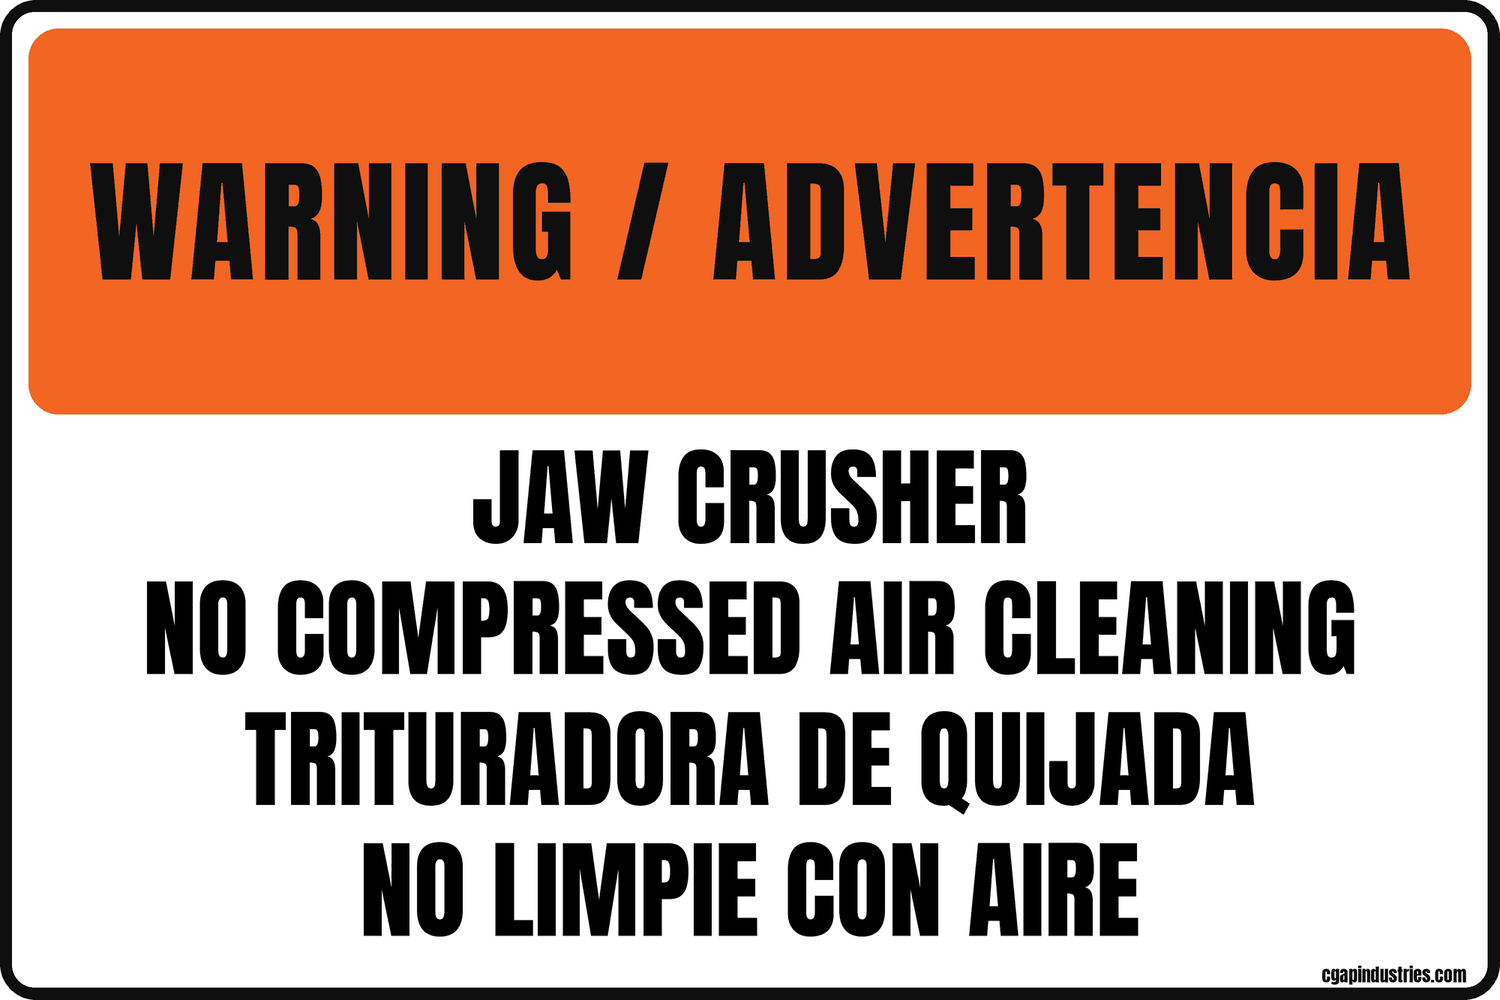 WARNING / ADVERTENCIA
JAW CRUSHER
NO COMPRESSED AIR CLEANING
TRITURADORA DE QUIJADA
NO LIMPIE CON AIRE
cgapindustries.com